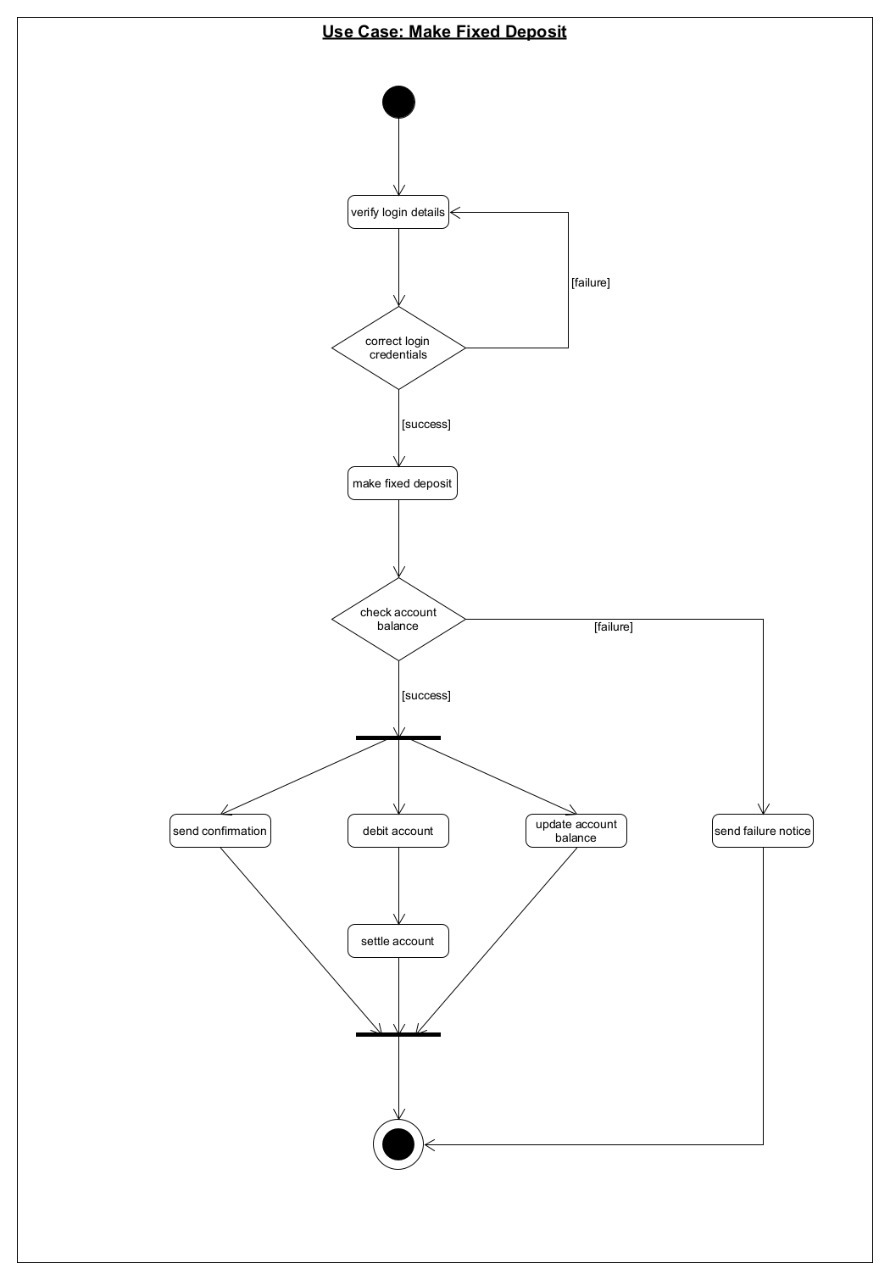 Use Case: Make Fixed Deposit
verify login details
[failure]
correct login
credentials
[success]
make fixed deposit
check account
balance
[failure]
[success]
send confirmation
debit account
update account
balance
send failure notice
settle account